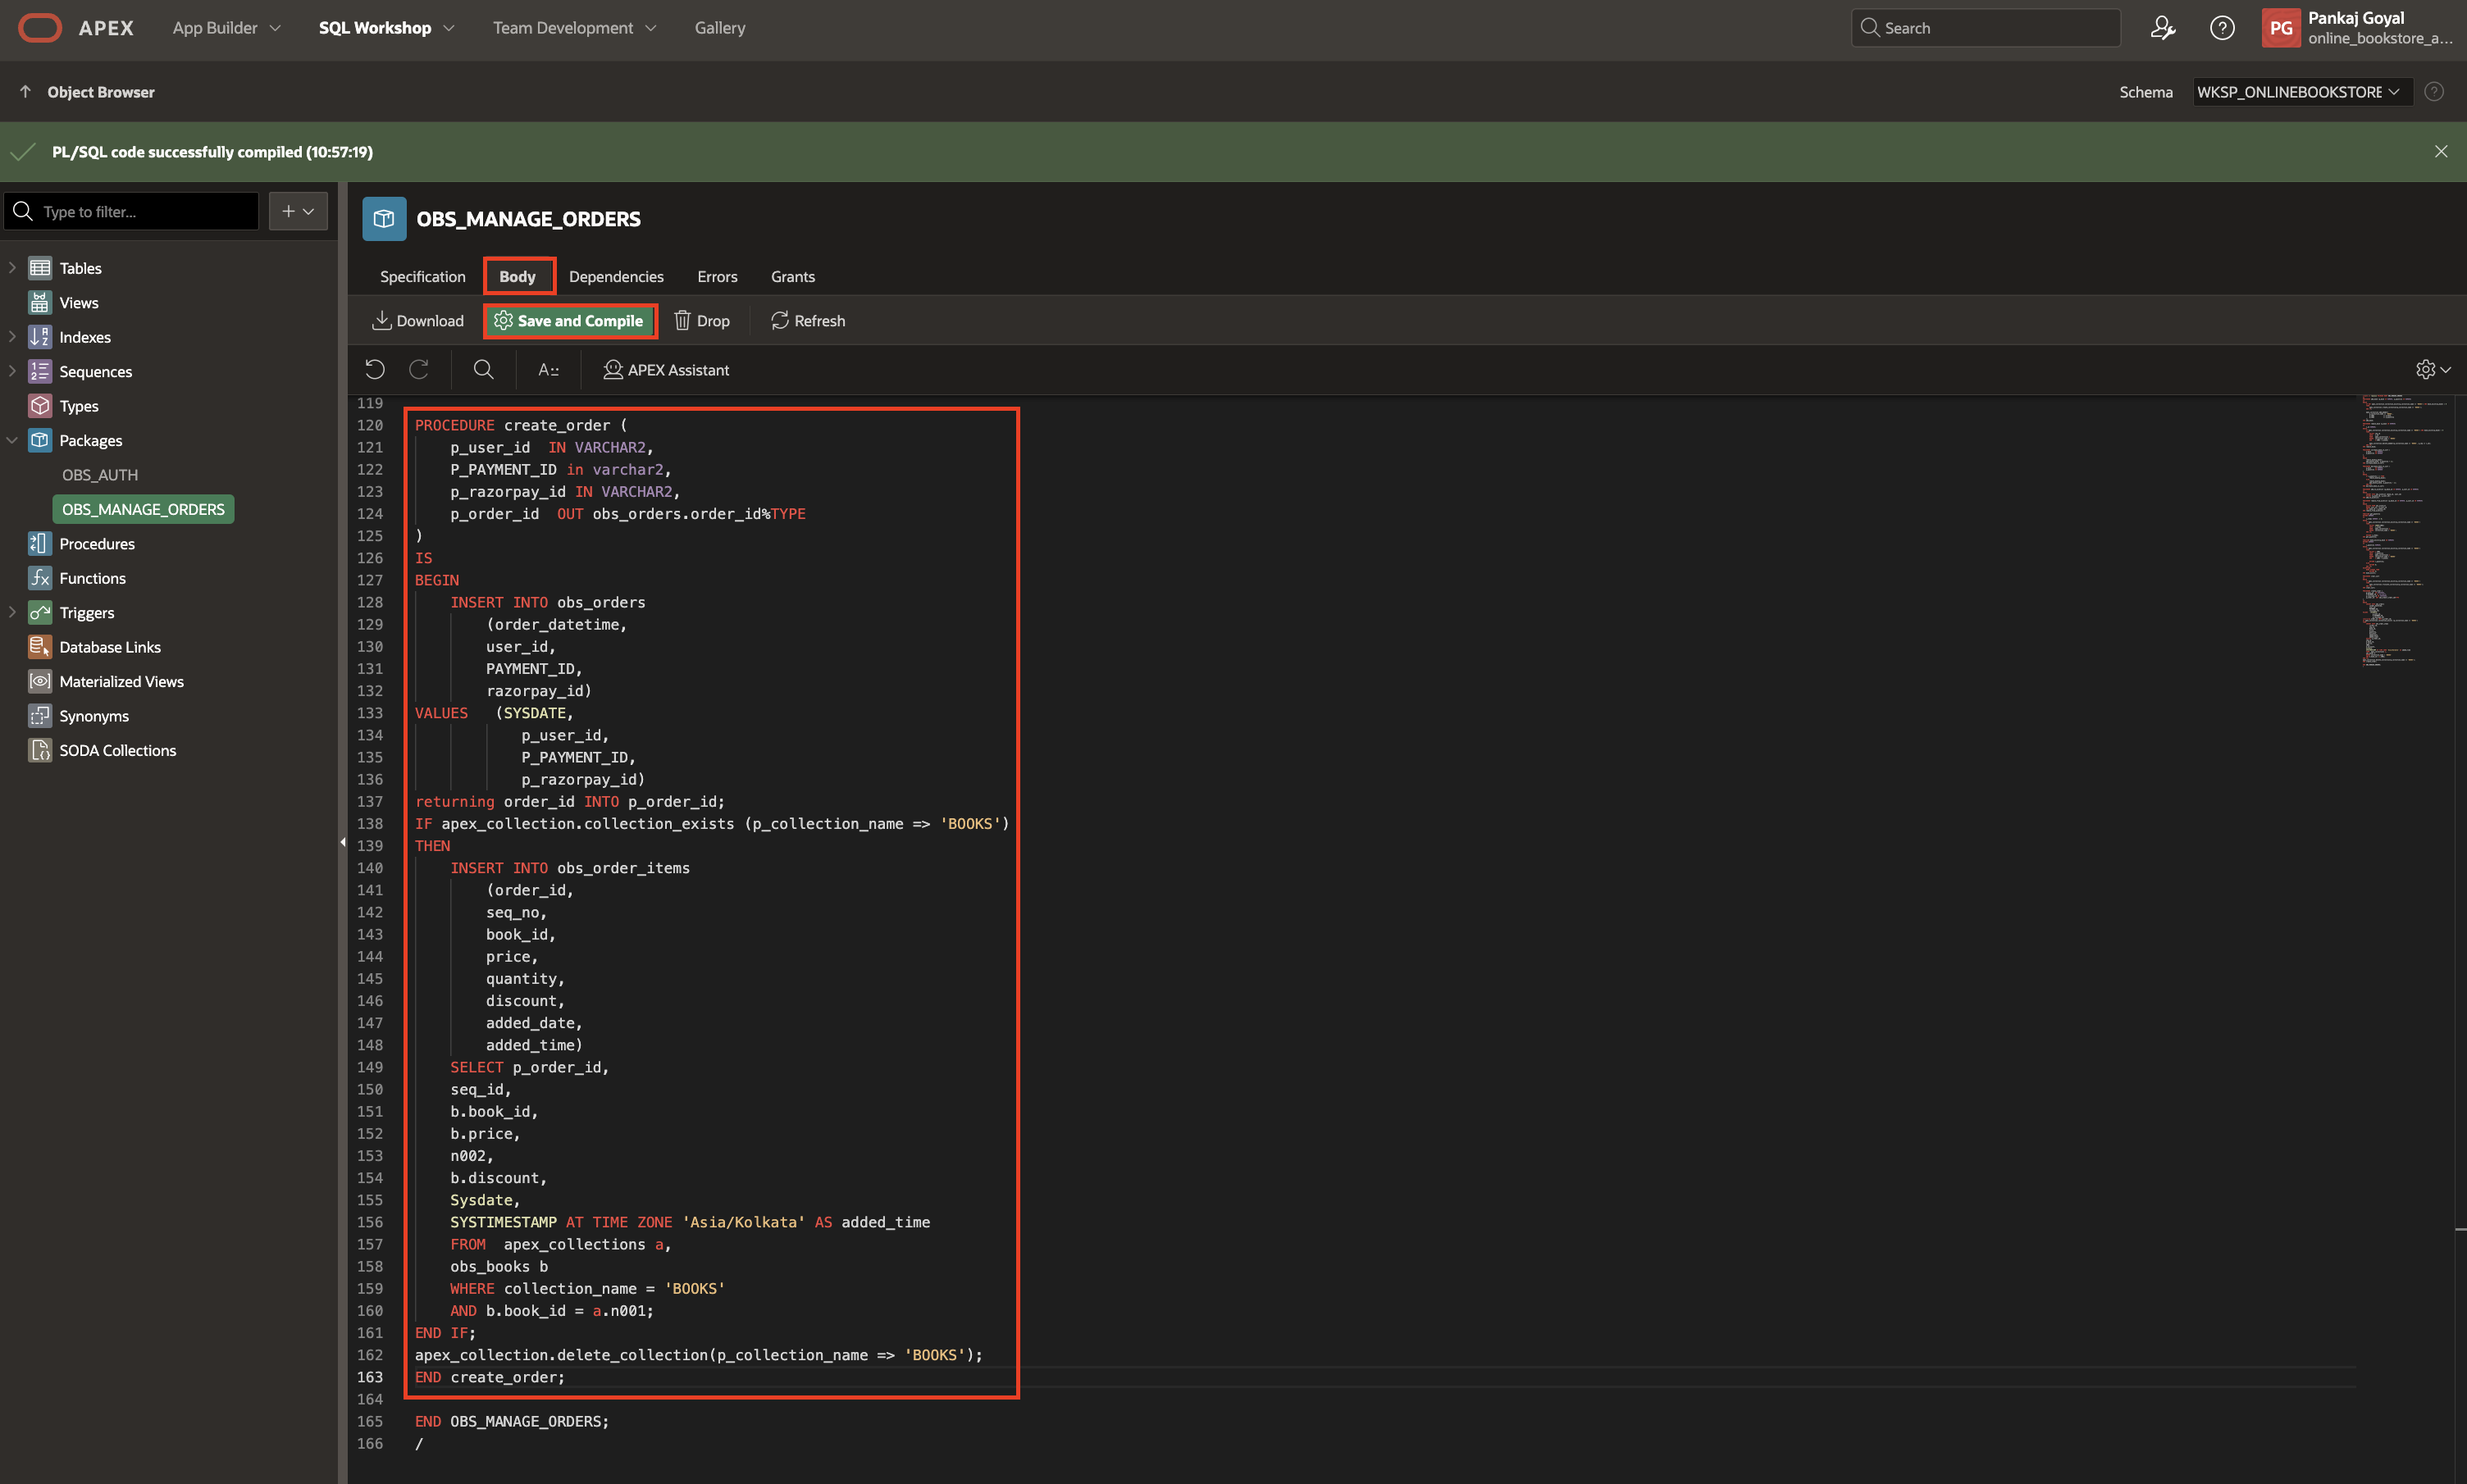 APEX
App Builder
SQL Workshop
Team Development
Gallery
Search
PG
Pankaj Goyal
online_bookstore_a...
Object Browser
Schema
WKSP_ONLINEBOOKSTORE
PL/SQL code successfully compiled (10:57:19)
Type to filter...
Tables
Views
Indexes
Sequences
Types
Packages
OBS_AUTH
OBS_MANAGE_ORDERS
Procedures
Functions
Triggers
Database Links
Materialized Views
Synonyms
SODA Collections
OBS_MANAGE_ORDERS
Specification
Body
Dependencies
Errors
Grants
Download
Save and Compile
Drop
Refresh
APEX Assistant
119
120 PROCEDURE create_order (
121 p_user_id  IN VARCHAR2,
122 P_PAYMENT_ID in varchar2,
123 p_razorpay_id IN VARCHAR2,
124 p_order_id  OUT obs_orders.order_id%TYPE
125 )
126 IS
127 BEGIN
128 INSERT INTO obs_orders
129 (order_datetime,
130 user_id,
131 PAYMENT_ID,
132 razorpay_id)
133 VALUES   (SYSDATE,
134 p_user_id,
135 P_PAYMENT_ID,
136 p_razorpay_id)
137 returning order_id INTO p_order_id;
138 IF apex_collection.collection_exists (p_collection_name => 'BOOKS')
139 THEN
140 INSERT INTO obs_order_items
141 (order_id,
142 seq_no,
143 book_id,
144 price,
145 quantity,
146 discount,
147 added_date,
148 added_time)
149 SELECT p_order_id,
150 seq_id,
151 b.book_id,
152 b.price,
153 n002,
154 b.discount,
155 Sysdate,
156 SYSTIMESTAMP AT TIME ZONE 'Asia/Kolkata' AS added_time
157 FROM  apex_collections a,
158 obs_books b
159 WHERE collection_name = 'BOOKS'
160 AND b.book_id = a.n001;
161 END IF;
162 apex_collection.delete_collection(p_collection_name => 'BOOKS');
163 END create_order;
164
165 END OBS_MANAGE_ORDERS;
166 /